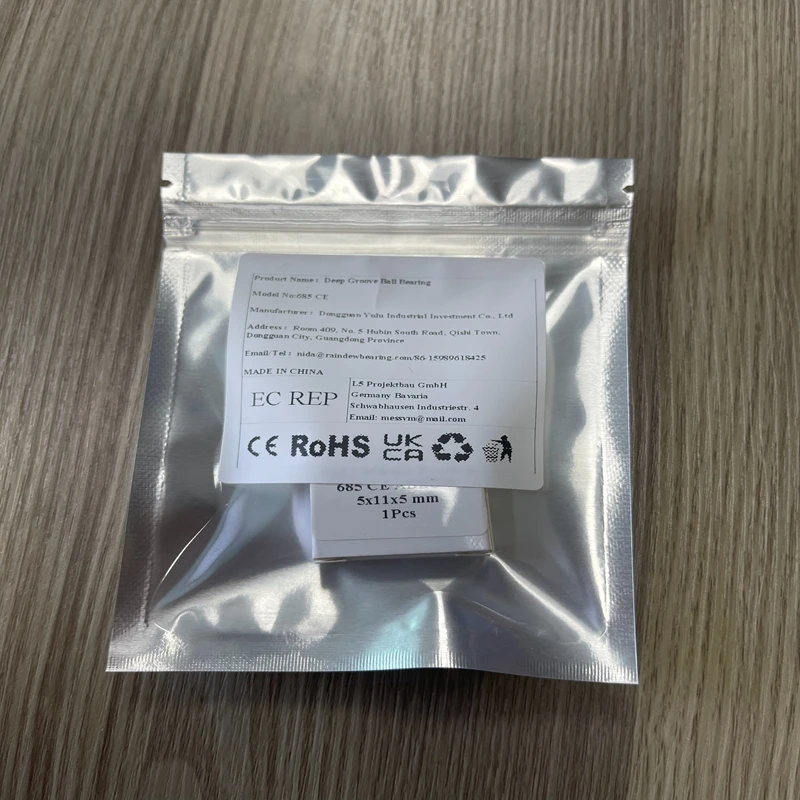 Product Name: Deep Groove Ball Bearing
Model No:685 CE
Manufacturer: Dongguan Yulu Industrial Investment Co., Ltd
Address: Room 409, No. 5 Hubin South Road, Qishi Town,
Dongguan City, Guangdong Province
Email/Tel: nida@raindewbearing.com/86-15989618425
MADE IN CHINA
EC REP
L5 Projektbau GmbH
Germany Bavaria
Schwabhausen Industriestr. 4
Email: messvm@mail.com
CE RoHS UK CA
685 CE
5x11x5 mm
1Pcs